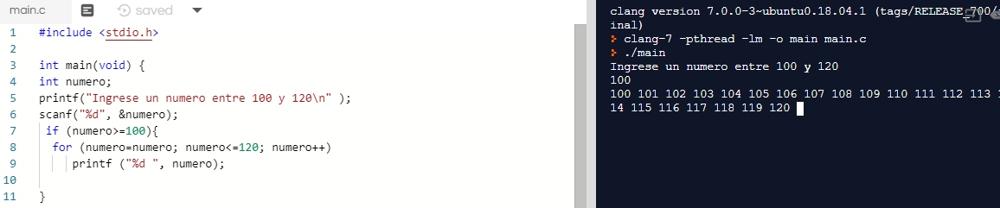 main.c saved
1 #include <stdio.h>
2
3 int main(void) {
4 int numero;
5 printf("Ingrese un numero entre 100 y 120\n" );
6 scanf("%d", &numero);
7 if (numero>=100){
8 for (numero=numero; numero<=120; numero++)
9 printf ("%d ", numero);
10
11 }
clang version 7.0.0-3~ubuntu0.18.04.1 (tags/RELEASE_700/
inal)
> clang-7 -pthread -lm -o main main.c
> ./main
Ingrese un numero entre 100 y 120
100
100 101 102 103 104 105 106 107 108 109 110 111 112 113 1
14 115 116 117 118 119 120